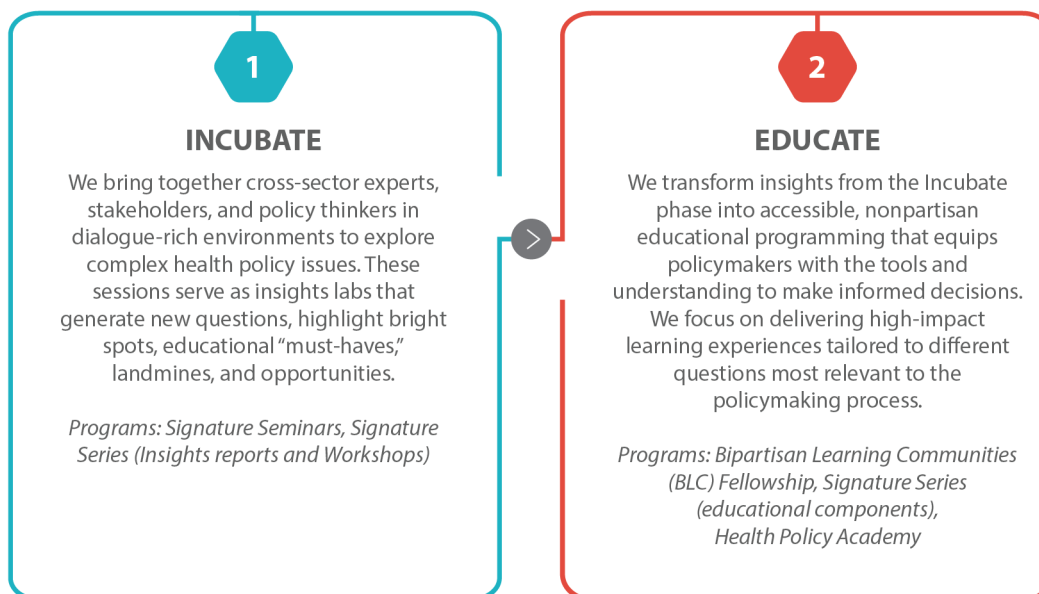 1
INCUBATE
We bring together cross-sector experts,
stakeholders, and policy thinkers in
dialogue-rich environments to explore
complex health policy issues. These
sessions serve as insights labs that
generate new questions, highlight bright
spots, educational “must-haves,”
landmines, and opportunities.
Programs: Signature Seminars, Signature
Series (Insights reports and Workshops)
2
EDUCATE
We transform insights from the Incubate
phase into accessible, nonpartisan
educational programming that equips
policymakers with the tools and
understanding to make informed decisions.
We focus on delivering high-impact
learning experiences tailored to different
questions most relevant to the
policymaking process.
Programs: Bipartisan Learning Communities
(BLC) Fellowship, Signature Series
(educational components),
Health Policy Academy